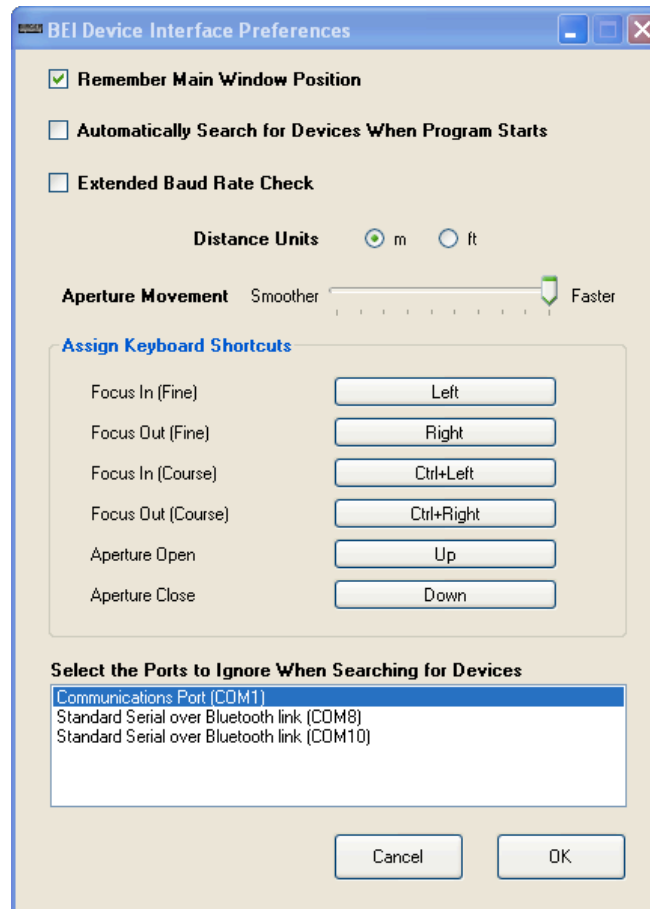 BEI Device Interface Preferences
Remember Main Window Position
Automatically Search for Devices When Program Starts
Extended Baud Rate Check
Distance Units m ft
Aperture Movement Smoother Faster
Assign Keyboard Shortcuts
Focus In (Fine) Left
Focus Out (Fine) Right
Focus In (Course) Ctrl+Left
Focus Out (Course) Ctrl+Right
Aperture Open Up
Aperture Close Down
Select the Ports to Ignore When Searching for Devices
Communications Port (COM1)
Standard Serial over Bluetooth link (COM8)
Standard Serial over Bluetooth link (COM10)
Cancel OK